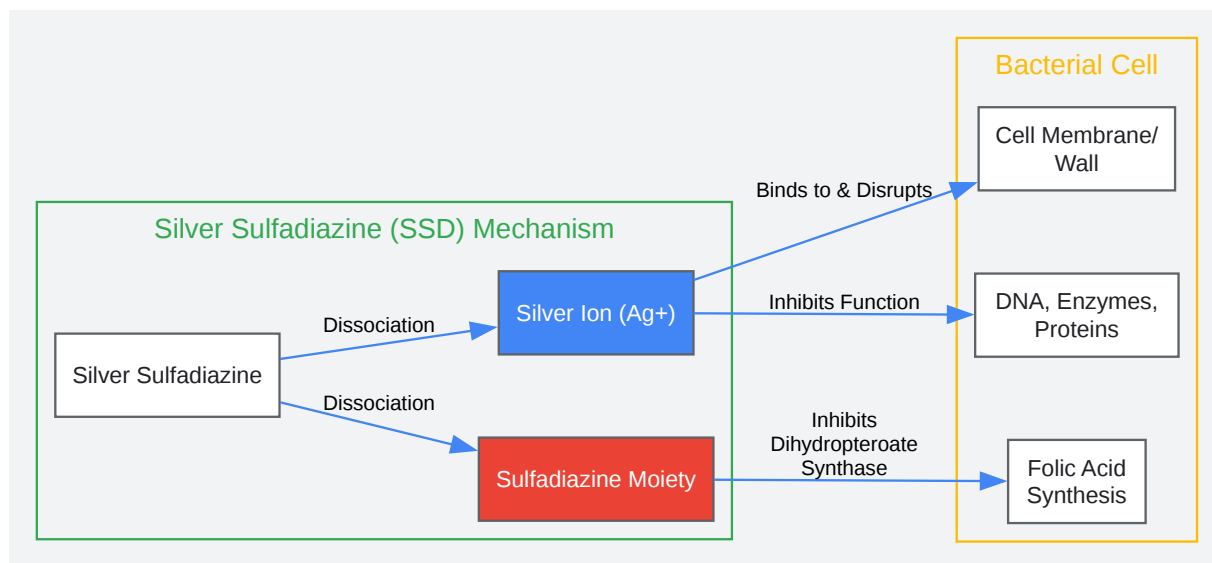 Bacterial Cell
Cell Membrane/
Wall
Binds to & Disrupts
Silver Sulfadiazine (SSD) Mechanism
Silver Ion (Ag+)
Inhibits Function
DNA, Enzymes,
Proteins
Dissociation
Silver Sulfadiazine
Dissociation
Inhibits
Dihydropteroate
Synthase
Sulfadiazine Moiety
Folic Acid
Synthesis